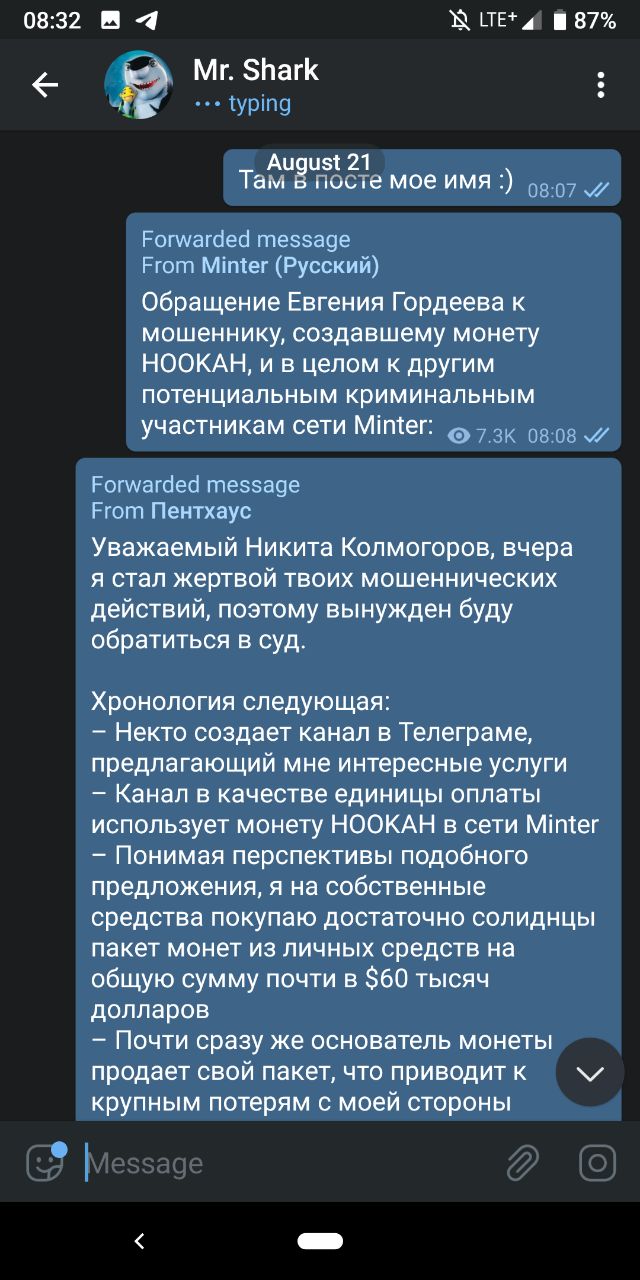 08:32 LTE+ 87%
Mr. Shark
typing
August 21
Там в посте мое имя :) 08:07
Forwarded message
From Minter (Русский)
Обращение Евгения Гордеева к
мошеннику, создавшему монету
HOOKAH, и в целом к другим
потенциальным криминальным
участникам сети Minter: 7.3K 08:08
Forwarded message
From Пентхаус
Уважаемый Никита Колмогоров, вчера
я стал жертвой твоих мошеннических
действий, поэтому вынужден буду
обратиться в суд.
Хронология следующая:
– Некто создает канал в Телеграме,
предлагающий мне интересные услуги
– Канал в качестве единицы оплаты
использует монету HOOKAH в сети Minter
– Понимая перспективы подобного
предложения, я на собственные
средства покупаю достаточно солиднцы
пакет монет из личных средств на
общую сумму почти в $60 тысяч
долларов
– Почти сразу же основатель монеты
продает свой пакет, что приводит к
крупным потерям с моей стороны
Message